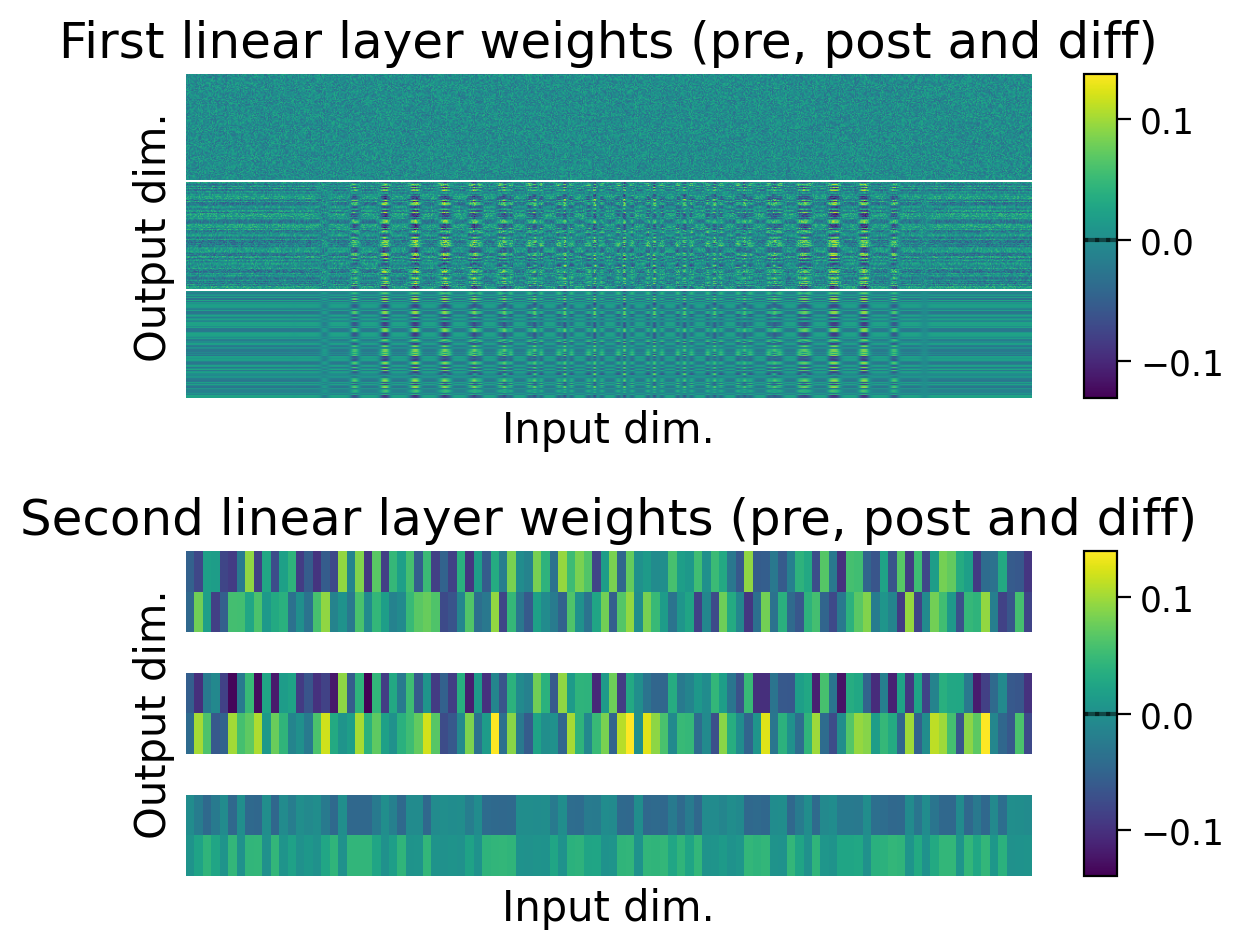 First linear layer weights (pre, post and diff)
Output dim.
0.1
0.0
−0.1
Input dim.
Second linear layer weights (pre, post and diff)
Output dim.
0.1
0.0
−0.1
Input dim.